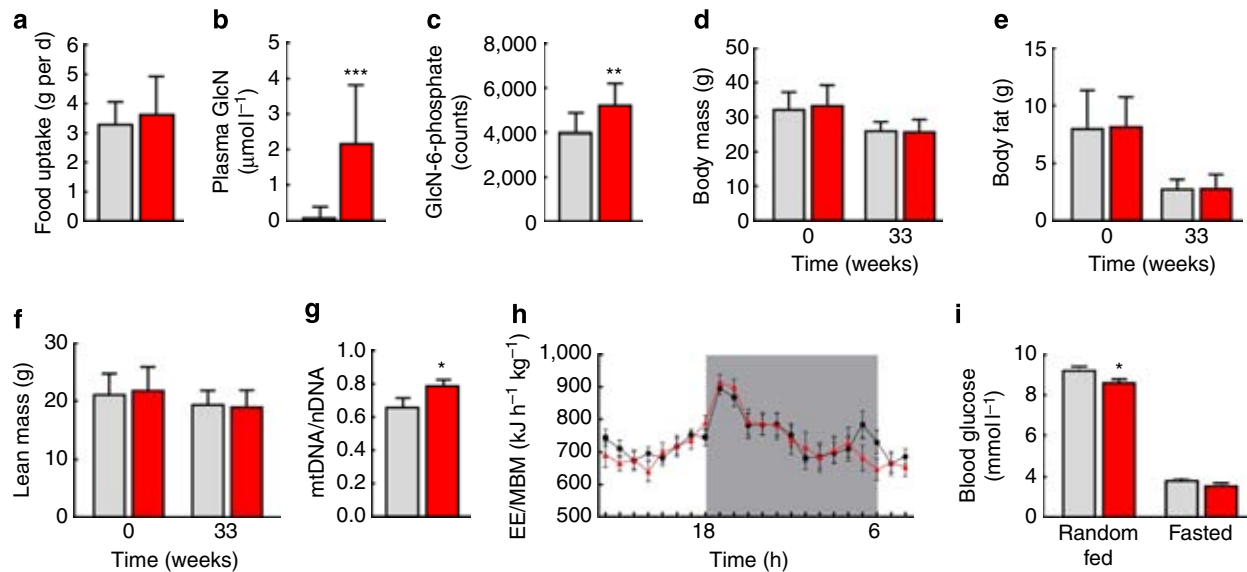 a
Food uptake (g per d)
6
5
4
3
2
1
0
b
Plasma GlcN
(μmol l⁻¹)
5
4
3
2
1
0
***
c
GlcN-6-phosphate
(counts)
8,000
6,000
4,000
2,000
0
**
d
Body mass (g)
50
40
30
20
10
0
0 33
Time (weeks)
e
Body fat (g)
15
10
5
0
0 33
Time (weeks)
f
Lean mass (g)
30
20
10
0
0 33
Time (weeks)
g
mtDNA/nDNA
1.0
0.8
0.6
0.4
0.2
0.0
*
h
EE/MBM (kJ h⁻¹ kg⁻¹)
1,000
900
800
700
600
500
18 6
Time (h)
i
Blood glucose
(mmol l⁻¹)
10
8
6
4
2
0
*
Random Fasted
fed